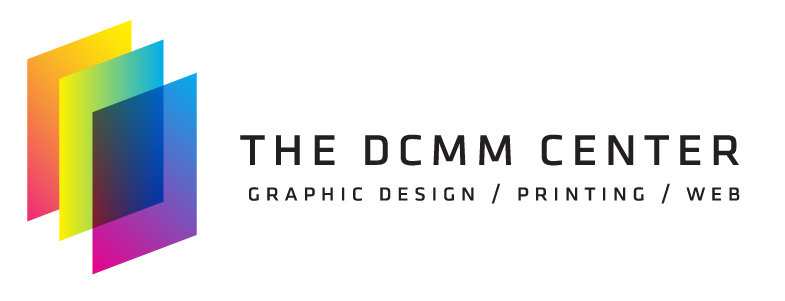 THE DCMM CENTER
GRAPHIC DESIGN / PRINTING / WEB